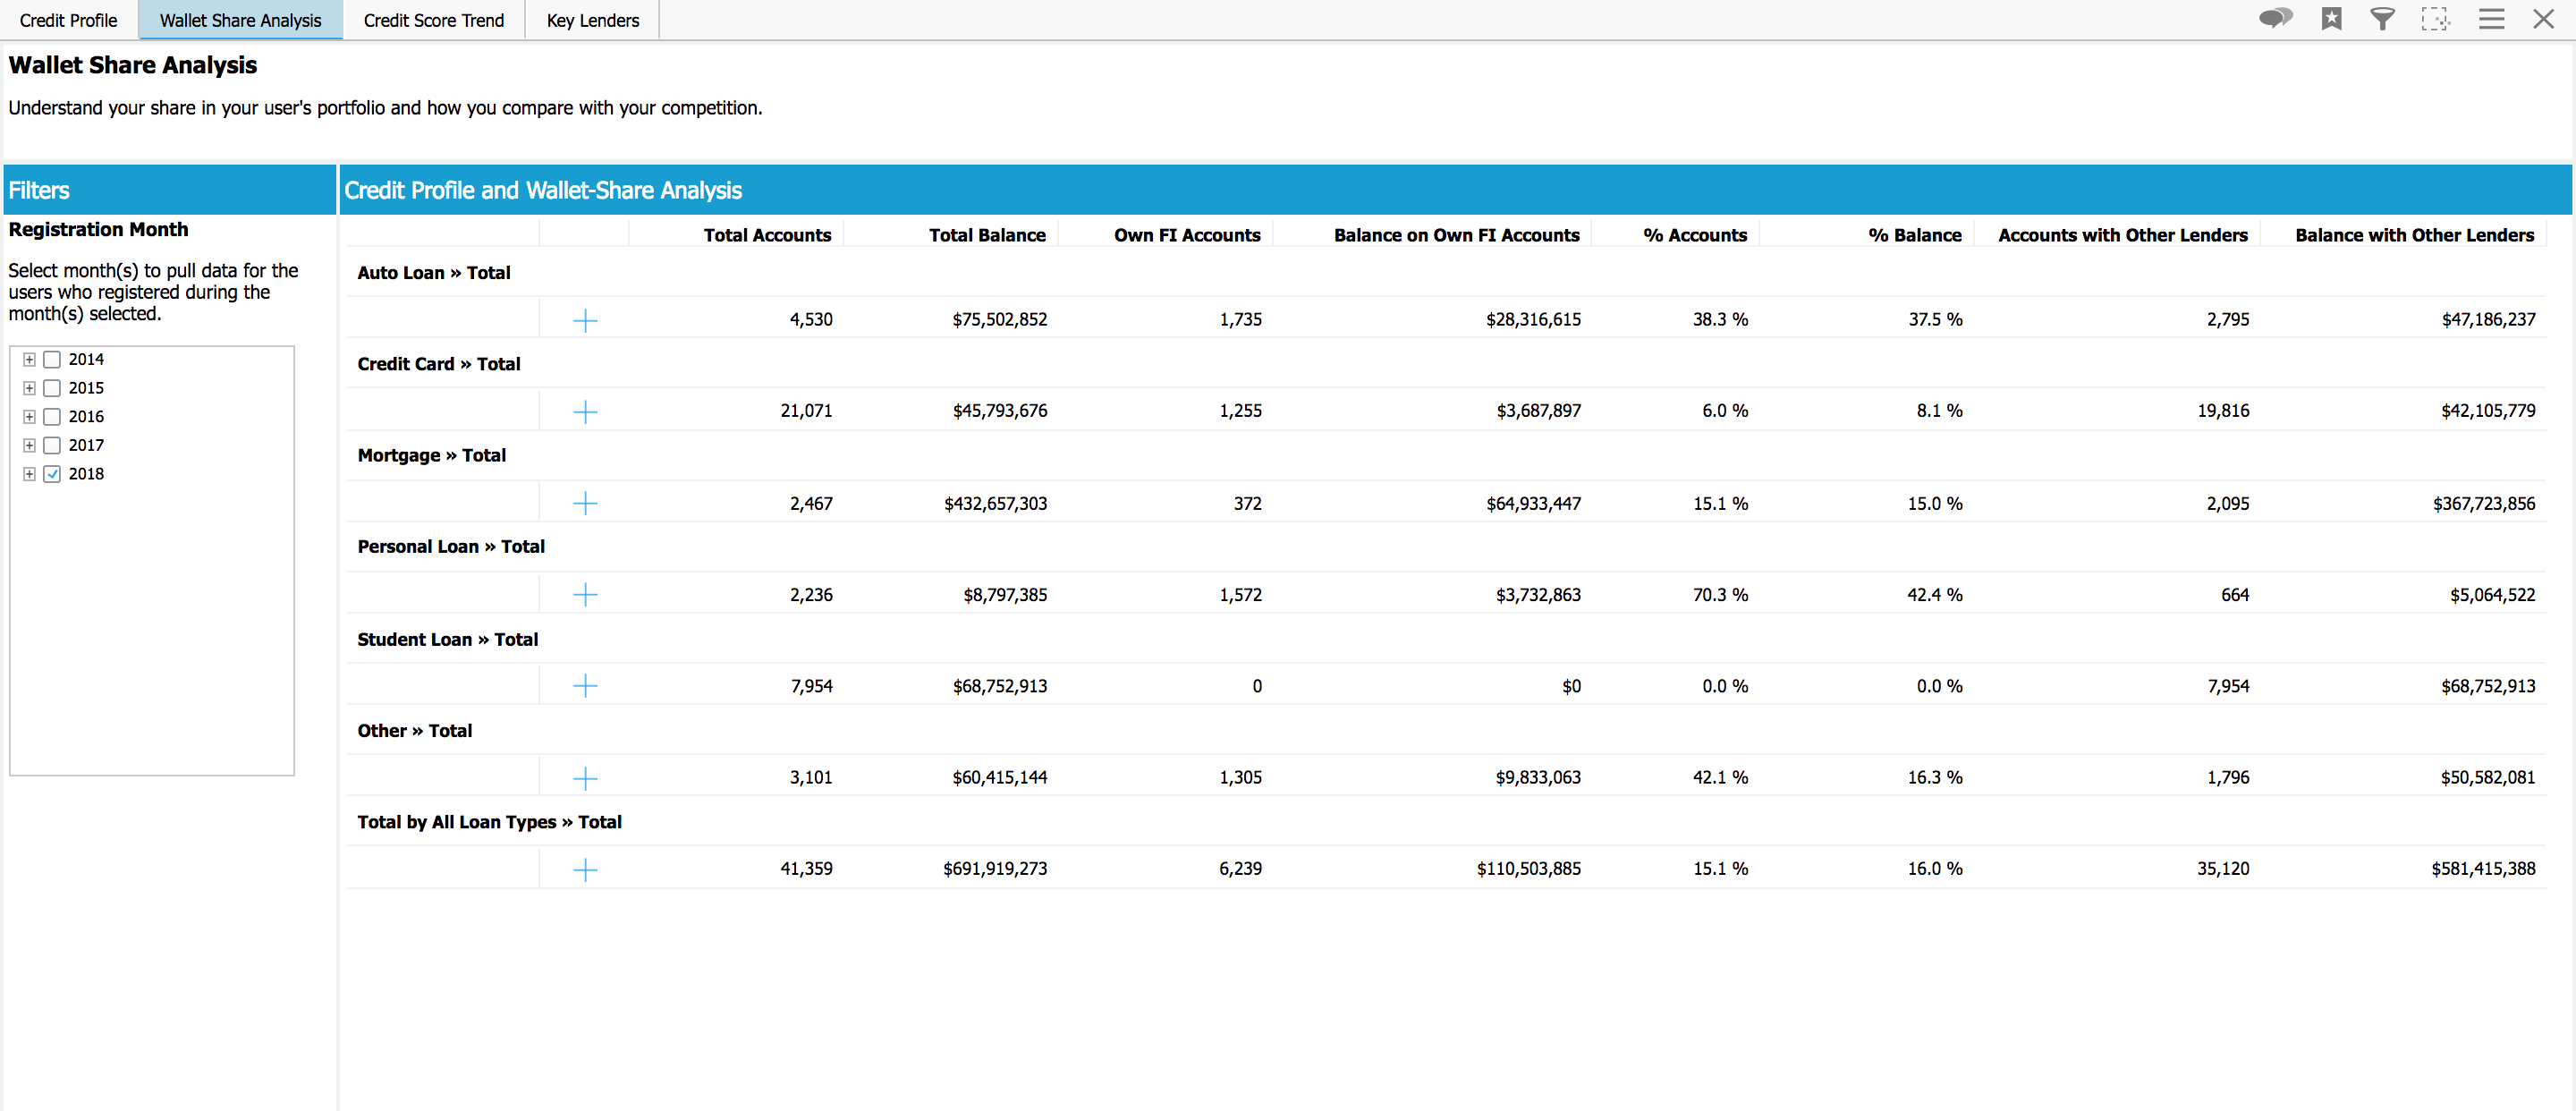 Credit Profile Wallet Share Analysis Credit Score Trend Key Lenders
Wallet Share Analysis
Understand your share in your user's portfolio and how you compare with your competition.
Filters
Registration Month
Select month(s) to pull data for the
users who registered during the
month(s) selected.
2014
2015
2016
2017
2018
Credit Profile and Wallet-Share Analysis
Total Accounts Total Balance Own FI Accounts Balance on Own FI Accounts % Accounts % Balance Accounts with Other Lenders Balance with Other Lenders
Auto Loan » Total
4,530 $75,502,852 1,735 $28,316,615 38.3 % 37.5 % 2,795 $47,186,237
Credit Card » Total
21,071 $45,793,676 1,255 $3,687,897 6.0 % 8.1 % 19,816 $42,105,779
Mortgage » Total
2,467 $432,657,303 372 $64,933,447 15.1 % 15.0 % 2,095 $367,723,856
Personal Loan » Total
2,236 $8,797,385 1,572 $3,732,863 70.3 % 42.4 % 664 $5,064,522
Student Loan » Total
7,954 $68,752,913 0 $0 0.0 % 0.0 % 7,954 $68,752,913
Other » Total
3,101 $60,415,144 1,305 $9,833,063 42.1 % 16.3 % 1,796 $50,582,081
Total by All Loan Types » Total
41,359 $691,919,273 6,239 $110,503,885 15.1 % 16.0 % 35,120 $581,415,388